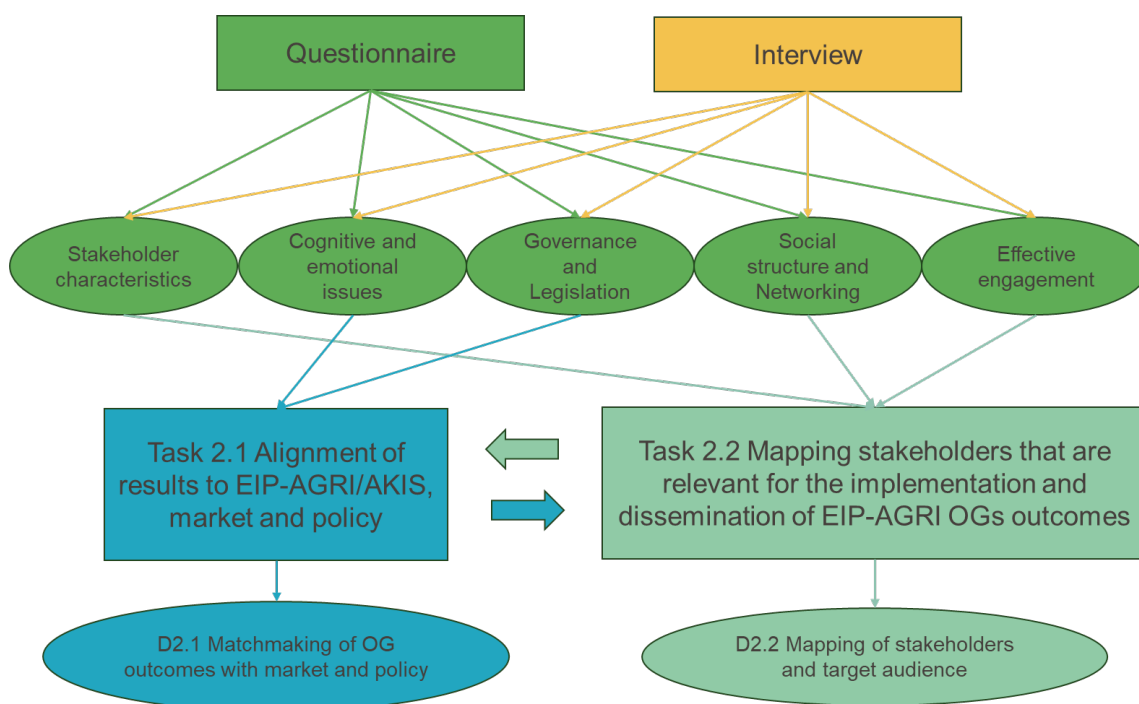 Questionnaire
Interview
Stakeholder
characteristics
Cognitive and
emotional
issues
Governance
and
Legislation
Social
structure and
Networking
Effective
engagement
Task 2.1 Alignment of
results to EIP-AGRI/AKIS,
market and policy
Task 2.2 Mapping stakeholders that are
relevant for the implementation and
dissemination of EIP-AGRI OGs outcomes
D2.1 Matchmaking of OG
outcomes with market and policy
D2.2 Mapping of stakeholders
and target audience